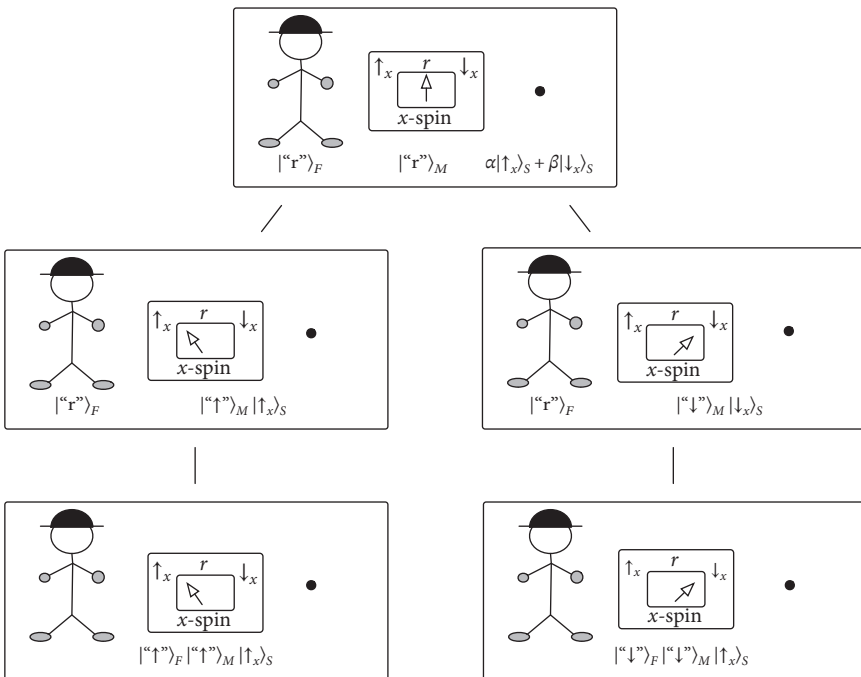 ↑x r ↓x
x-spin
|“r”⟩F |“r”⟩M α|↑x⟩S + β|↓x⟩S
↑x r ↓x
x-spin
|“r”⟩F |“↑”⟩M |↑x⟩S
↑x r ↓x
x-spin
|“r”⟩F |“↓”⟩M |↓x⟩S
↑x r ↓x
x-spin
|“↑”⟩F |“↑”⟩M |↑x⟩S
↑x r ↓x
x-spin
|“↓”⟩F |“↓”⟩M |↑x⟩S